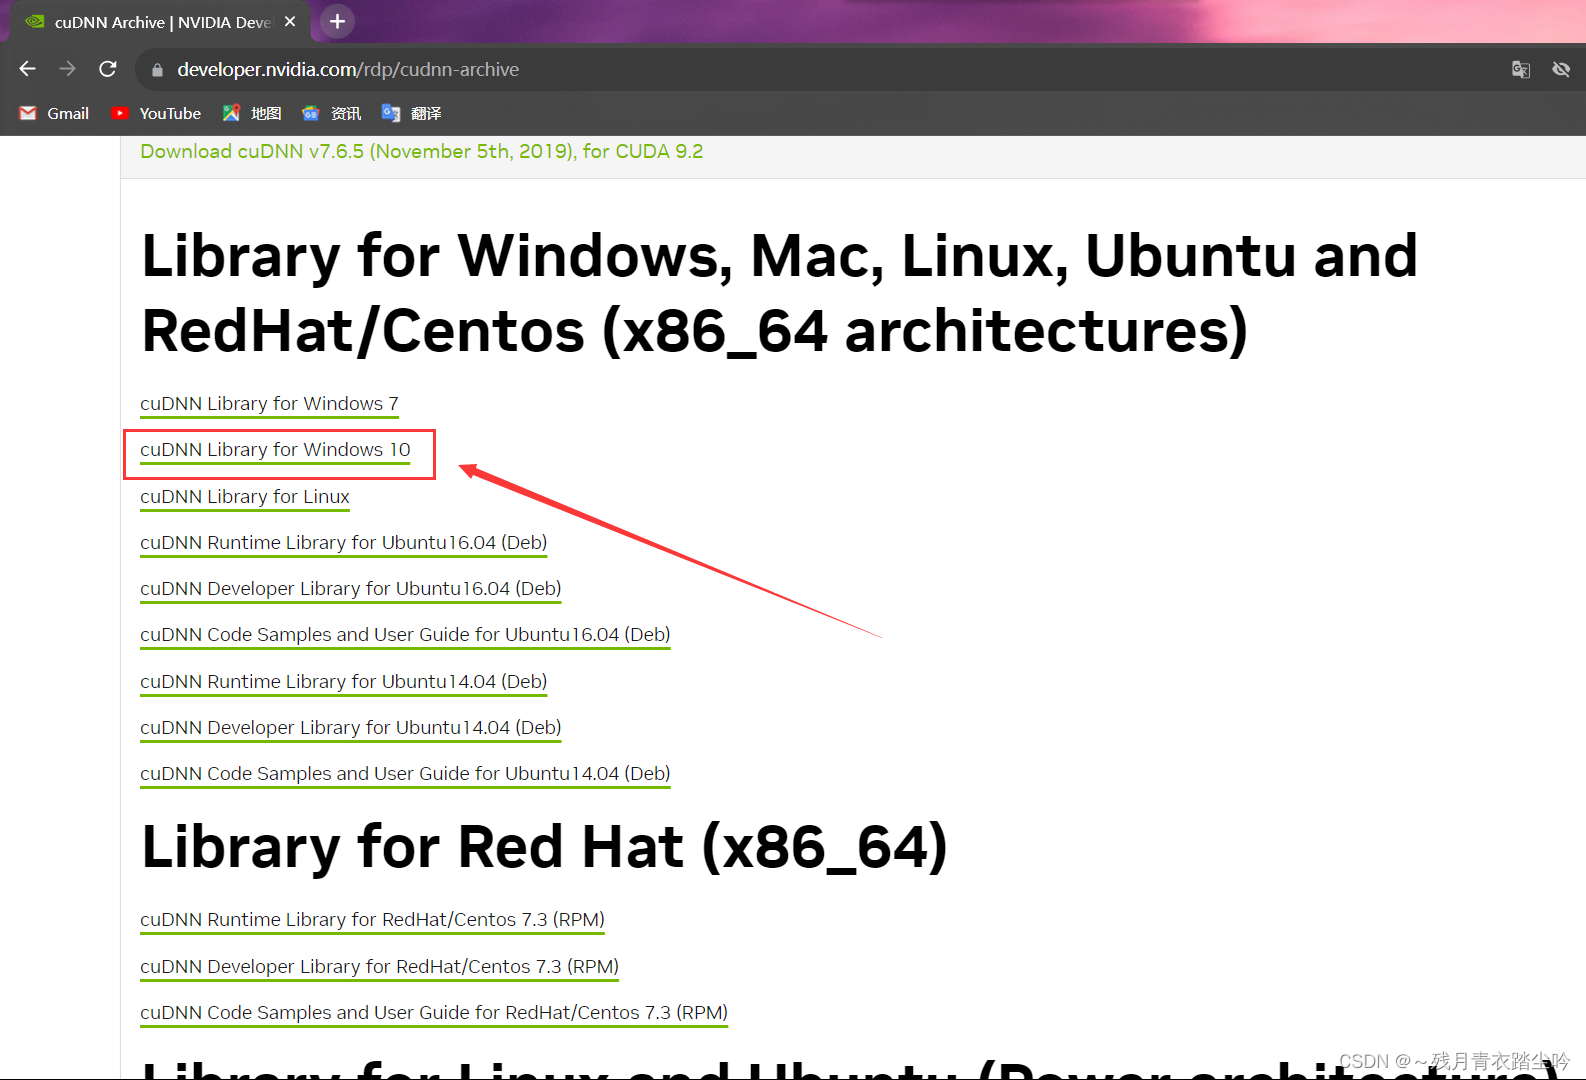 cuDNN Archive | NVIDIA Deve
developer.nvidia.com/rdp/cudnn-archive
Gmail
YouTube
地图
资讯
翻译
Download cuDNN v7.6.5 (November 5th, 2019), for CUDA 9.2
Library for Windows, Mac, Linux, Ubuntu and
RedHat/Centos (x86_64 architectures)
cuDNN Library for Windows 7
cuDNN Library for Windows 10
cuDNN Library for Linux
cuDNN Runtime Library for Ubuntu16.04 (Deb)
cuDNN Developer Library for Ubuntu16.04 (Deb)
cuDNN Code Samples and User Guide for Ubuntu16.04 (Deb)
cuDNN Runtime Library for Ubuntu14.04 (Deb)
cuDNN Developer Library for Ubuntu14.04 (Deb)
cuDNN Code Samples and User Guide for Ubuntu14.04 (Deb)
Library for Red Hat (x86_64)
cuDNN Runtime Library for RedHat/Centos 7.3 (RPM)
cuDNN Developer Library for RedHat/Centos 7.3 (RPM)
cuDNN Code Samples and User Guide for RedHat/Centos 7.3 (RPM)
Library for Linux and Ubuntu (Power architecture)
CSDN @~残月青衣踏尘吟